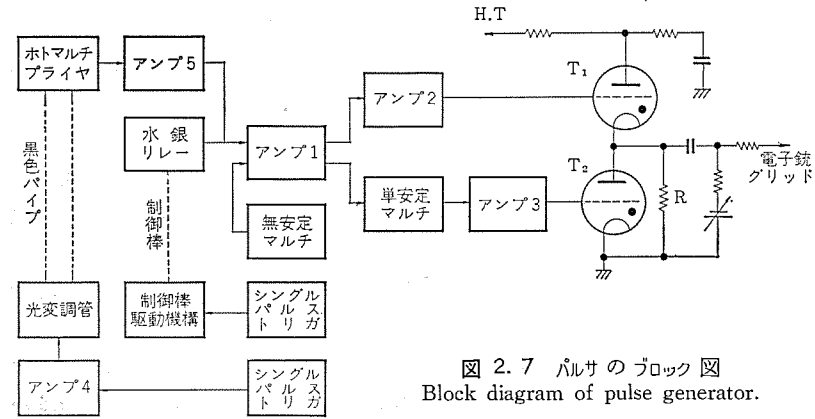 H.T
ホトマルチ
プライヤ
アンプ5
T₁
アンプ2
水銀
リレー
アンプ1
電子銃
グリッド
黒色パイプ
制御棒
T₂
R
単安定
マルチ
アンプ3
無安定
マルチ
光変調管
制御棒
駆動機構
シングル
パルス
トリガ
アンプ4
シングル
パルス
トリガ
図 2.7 パルサのブロック図
Block diagram of pulse generator.